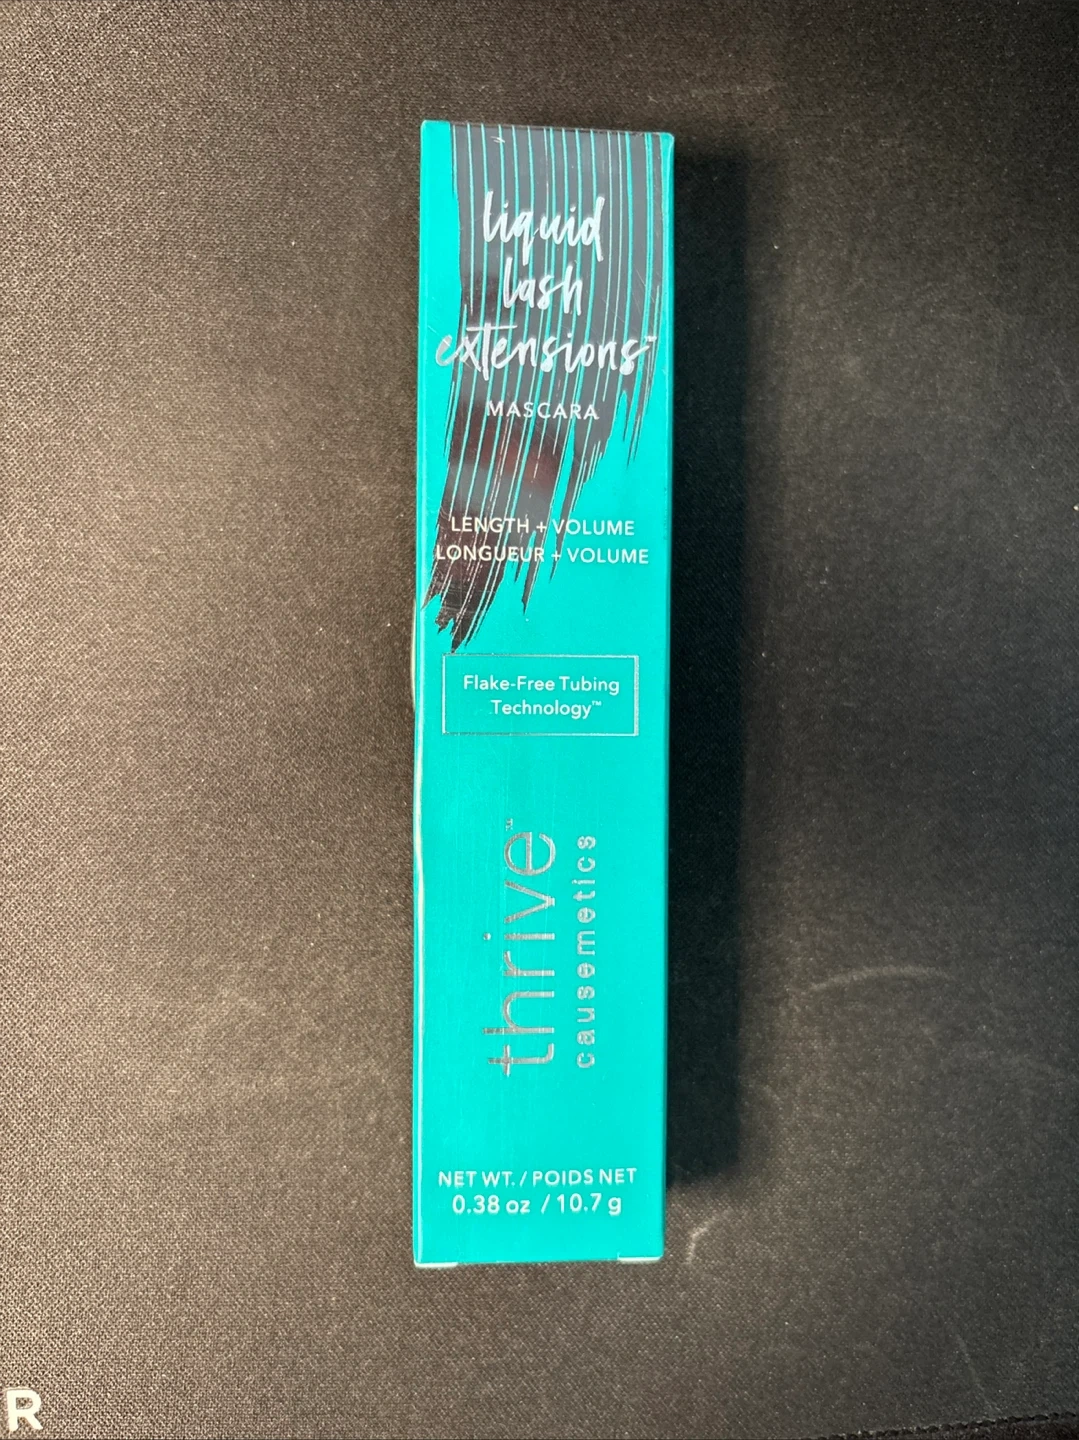 liquid
lash
extensions™
MASCARA
LENGTH + VOLUME
LONGUEUR + VOLUME
Flake-Free Tubing
Technology™
thrive™
causemetics
NET WT. / POIDS NET
0.38 oz / 10.7 g
R